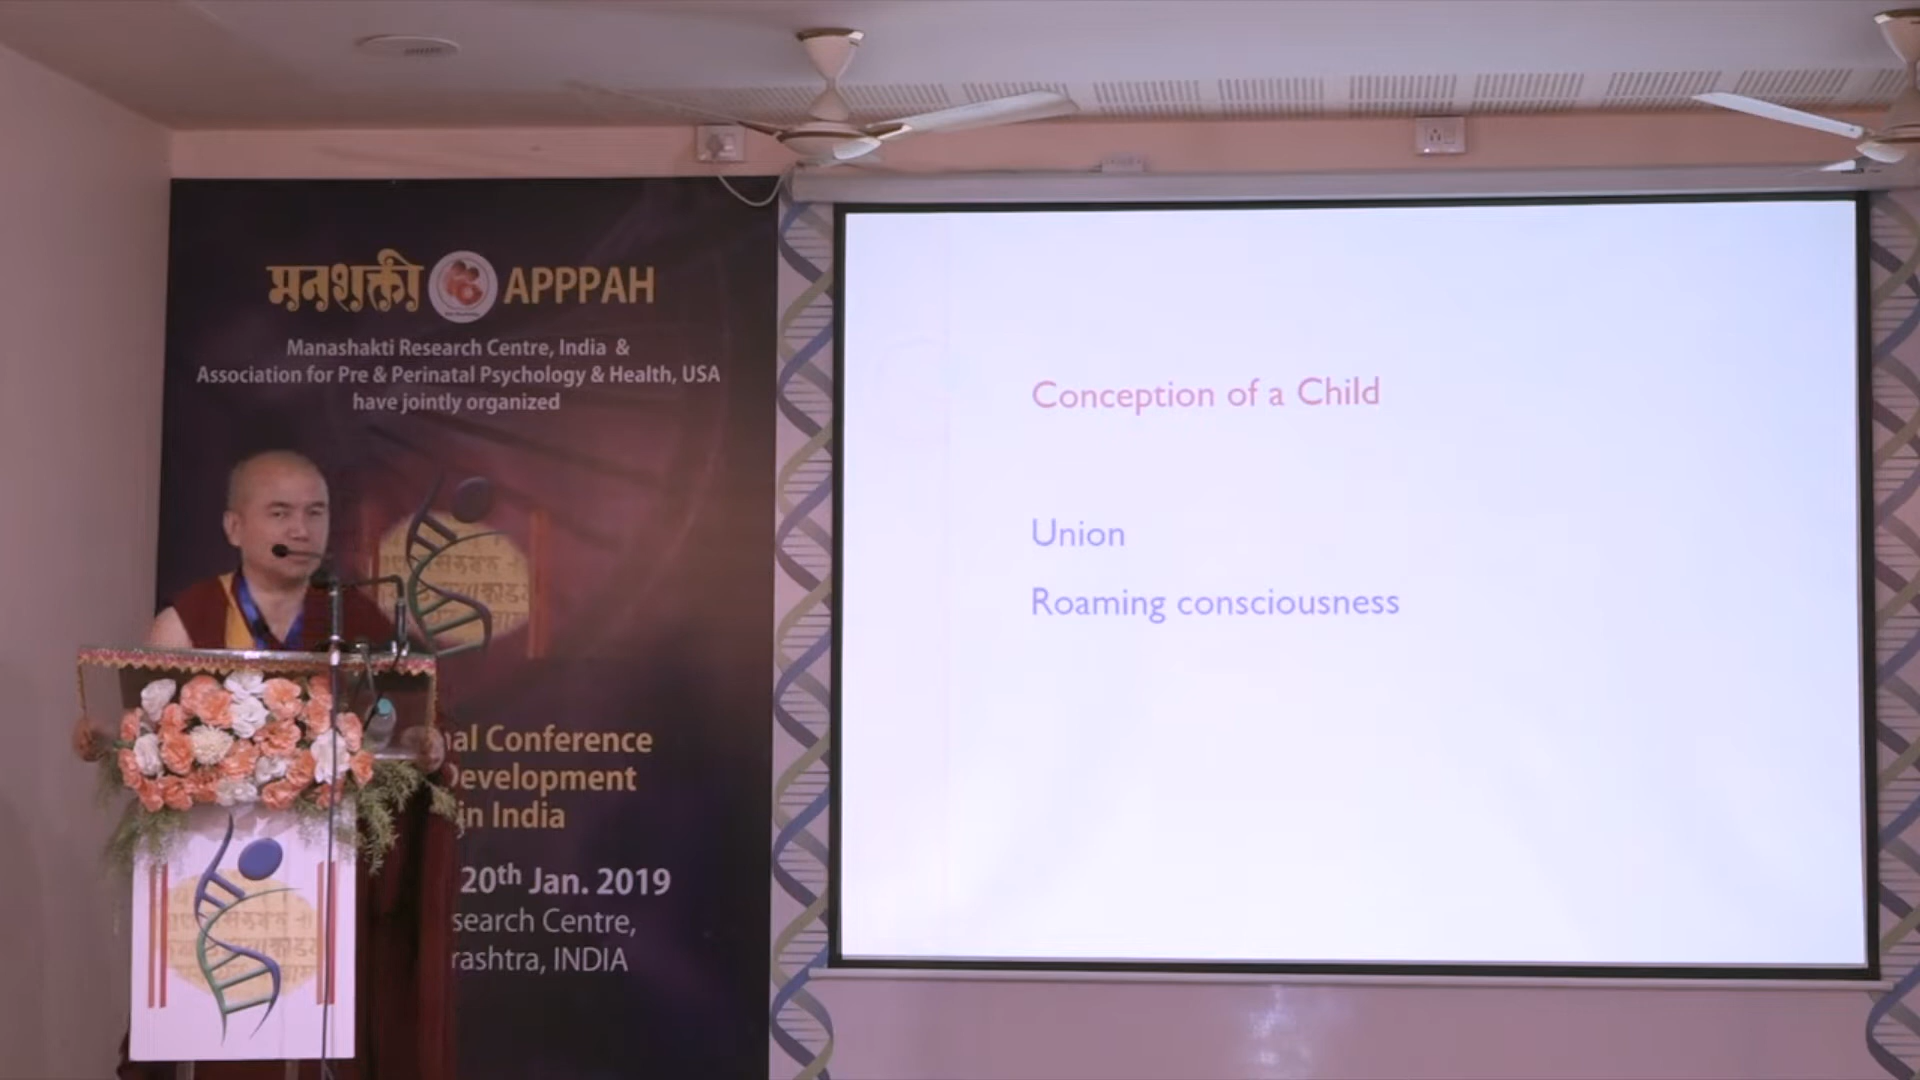 मनशक्ती APPPAH
Manashakti Research Centre, India &
Association for Pre & Perinatal Psychology & Health, USA
have jointly organized
nal Conference
Development
in India
20th Jan. 2019
search Centre,
rashtra, INDIA
Conception of a Child
Union
Roaming consciousness